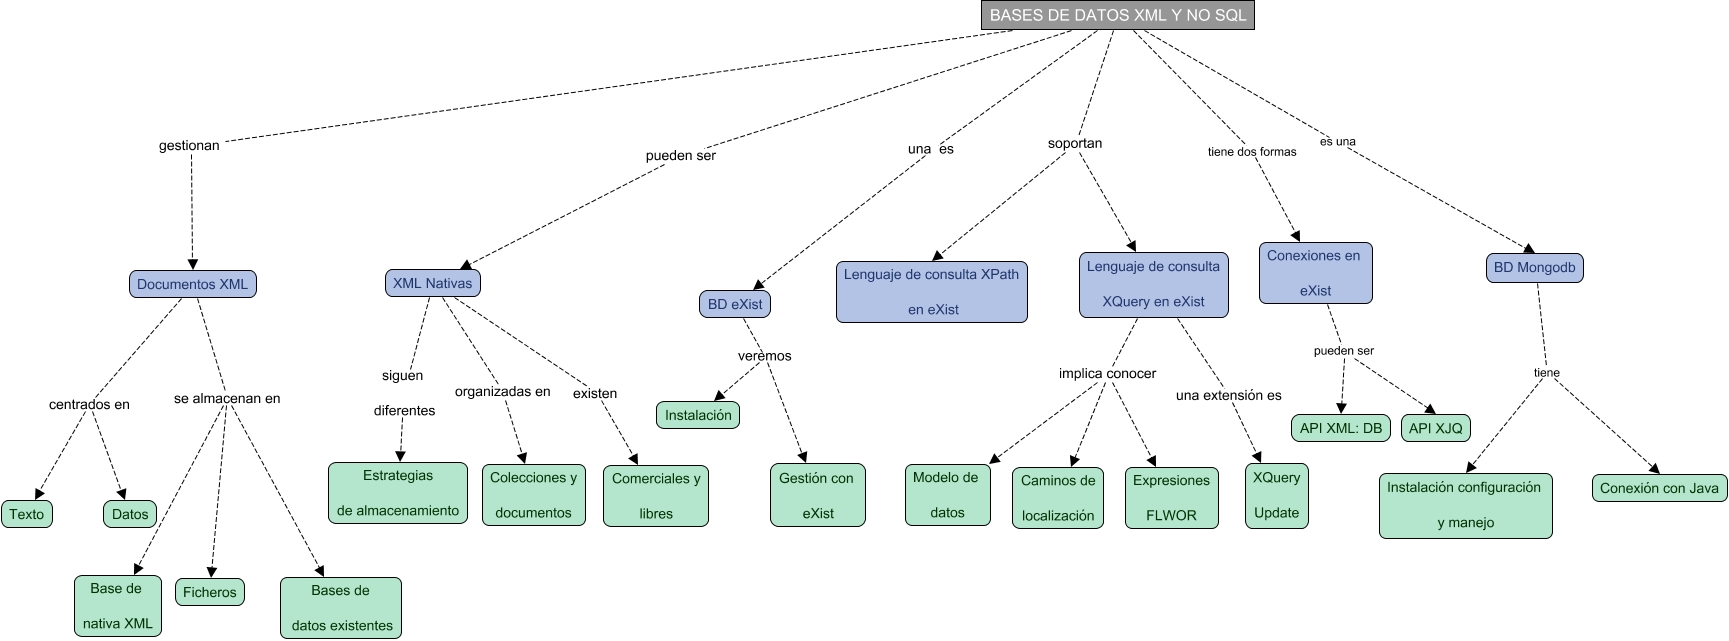 BASES DE DATOS XML Y NO SQL
gestionan
pueden ser
una es
soportan
tiene dos formas
es una
Documentos XML
XML Nativas
BD eXist
Lenguaje de consulta XPath
en eXist
Lenguaje de consulta
XQuery en eXist
Conexiones en
eXist
BD Mongodb
centrados en
se almacenan en
siguen
diferentes
organizadas en
existen
veremos
implica conocer
una extensión es
pueden ser
tiene
Texto
Datos
Base de
nativa XML
Ficheros
Bases de
datos existentes
Estrategias
de almacenamiento
Colecciones y
documentos
Comerciales y
libres
Instalación
Gestión con
eXist
Modelo de
datos
Caminos de
localización
Expresiones
FLWOR
XQuery
Update
API XML: DB
API XJQ
Instalación configuración
y manejo
Conexión con Java